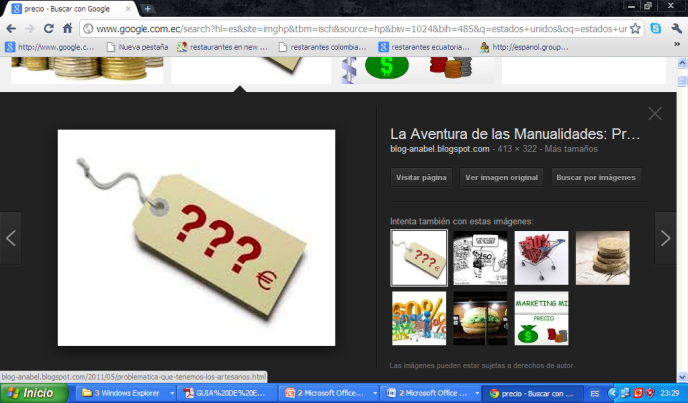 precio - Buscar con Google
www.google.com.ec/search?hl=es&site=imghp&tbm=isch&source=hp&biw=1024&bih=485&q=estados+unidos&oq=estados+ur
http://www.google.c...
Nueva pestaña
restaurantes en new ...
restarantes colombia...
restarantes ecuatoria...
http://espanol.group...
$
La Aventura de las Manualidades: Pr...
blog-anabel.blogspot.com - 413 × 322 - Más tamaños
Visitar página
Ver imagen original
Buscar por imágenes
???€
Intenta también con estas imágenes:
???€
50%
60%
50%
MARKETING MI
PRECIO
$
Las imágenes pueden estar sujetas a derechos de autor.
blog-anabel.blogspot.com/2011/05/problematica-que-tenemos-los-artesanos.html
Inicio
3 Windows Explorer
GUIA%20DE%20E...
2 Microsoft Office...
2 Microsoft Office ...
precio - Buscar con ...
ES
23:29